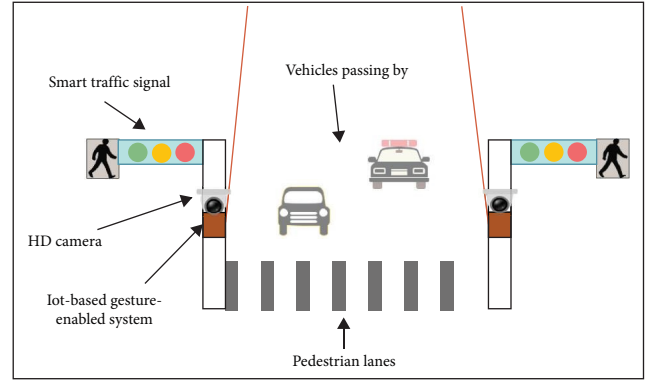 Smart traffic signal
Vehicles passing by
HD camera
Iot-based gesture-
enabled system
Pedestrian lanes